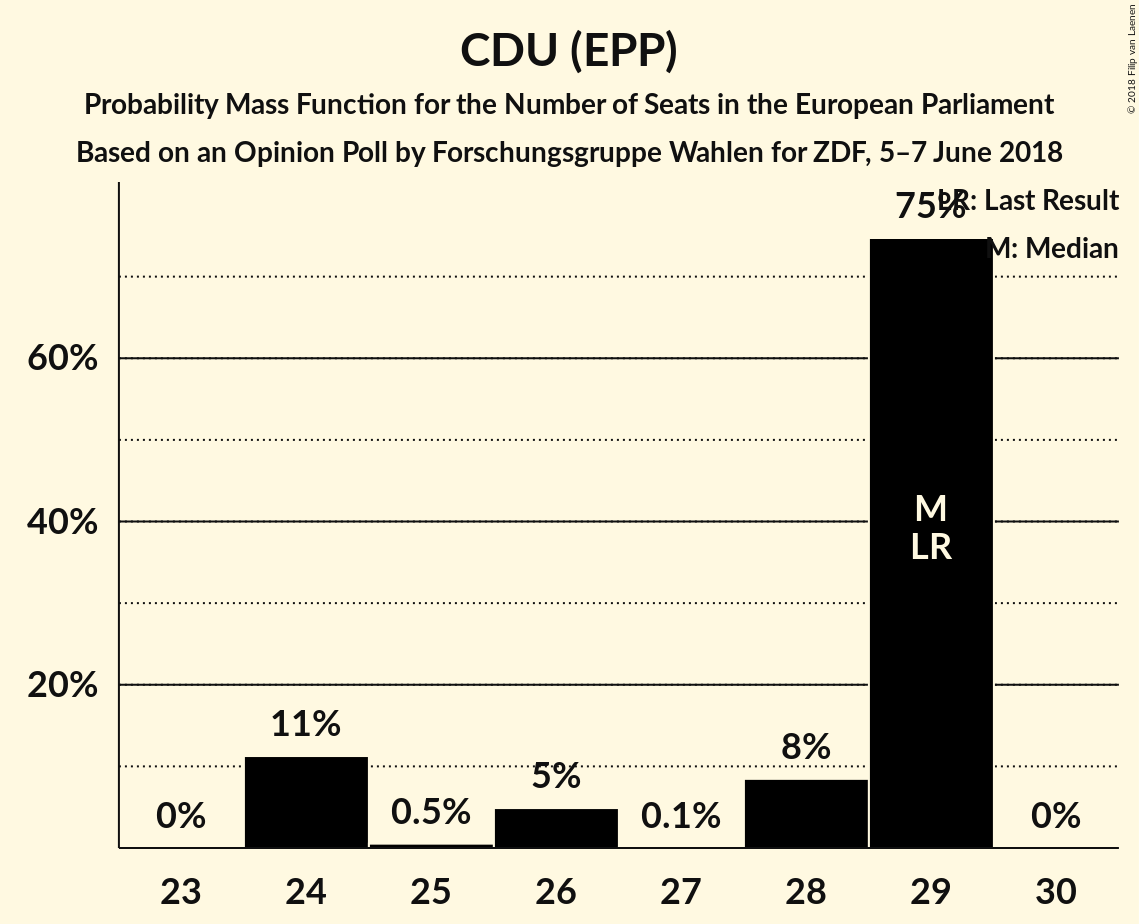 CDU (EPP)
Probability Mass Function for the Number of Seats in the European Parliament
Based on an Opinion Poll by Forschungsgruppe Wahlen for ZDF, 5–7 June 2018
© 2018 Filip van Laenen
LR: Last Result
M: Median
75%
60%
40%
20%
M
LR
11%
8%
5%
0.5%
0%
0.1%
0%
23 24 25 26 27 28 29 30